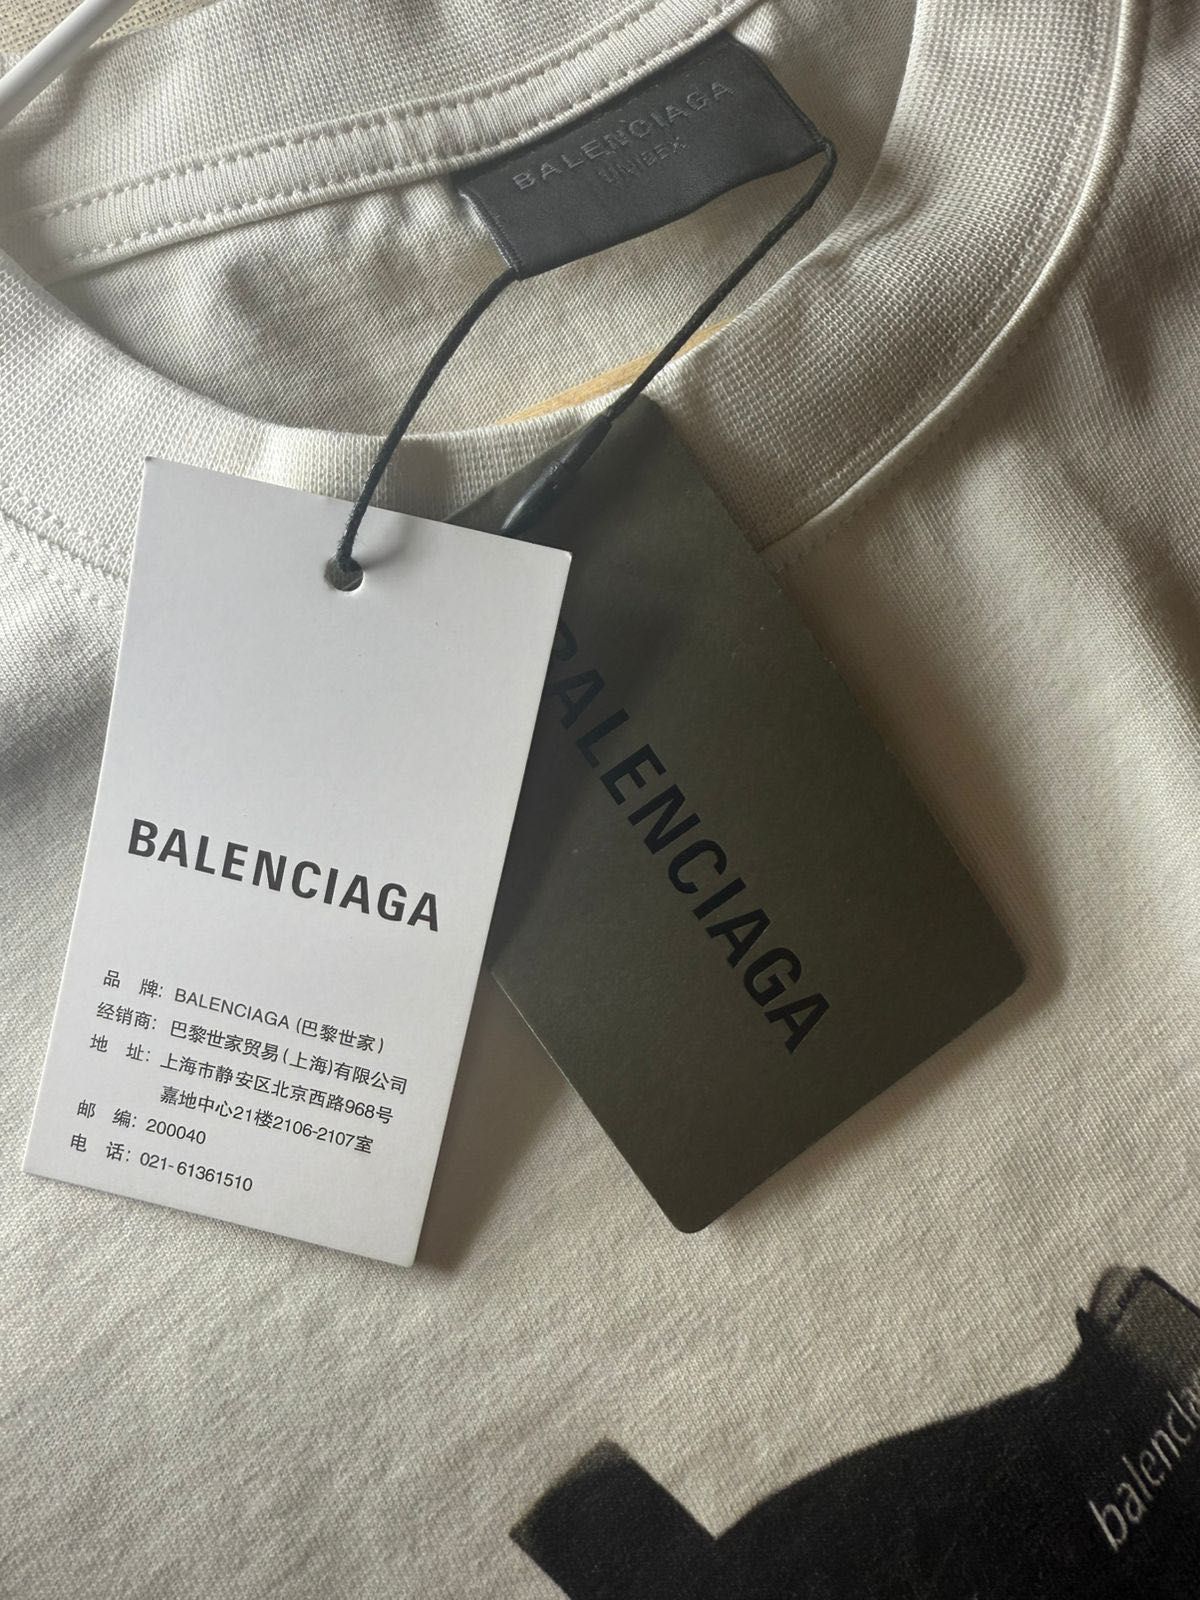 BALENCIAGA
UNISEX
BALENCIAGA
BALENCIAGA
品 牌: BALENCIAGA (巴黎世家)
经销商: 巴黎世家贸易(上海)有限公司
地 址: 上海市静安区北京西路968号
嘉地中心21楼2106-2107室
邮 编: 200040
电 话: 021-61361510
balencia